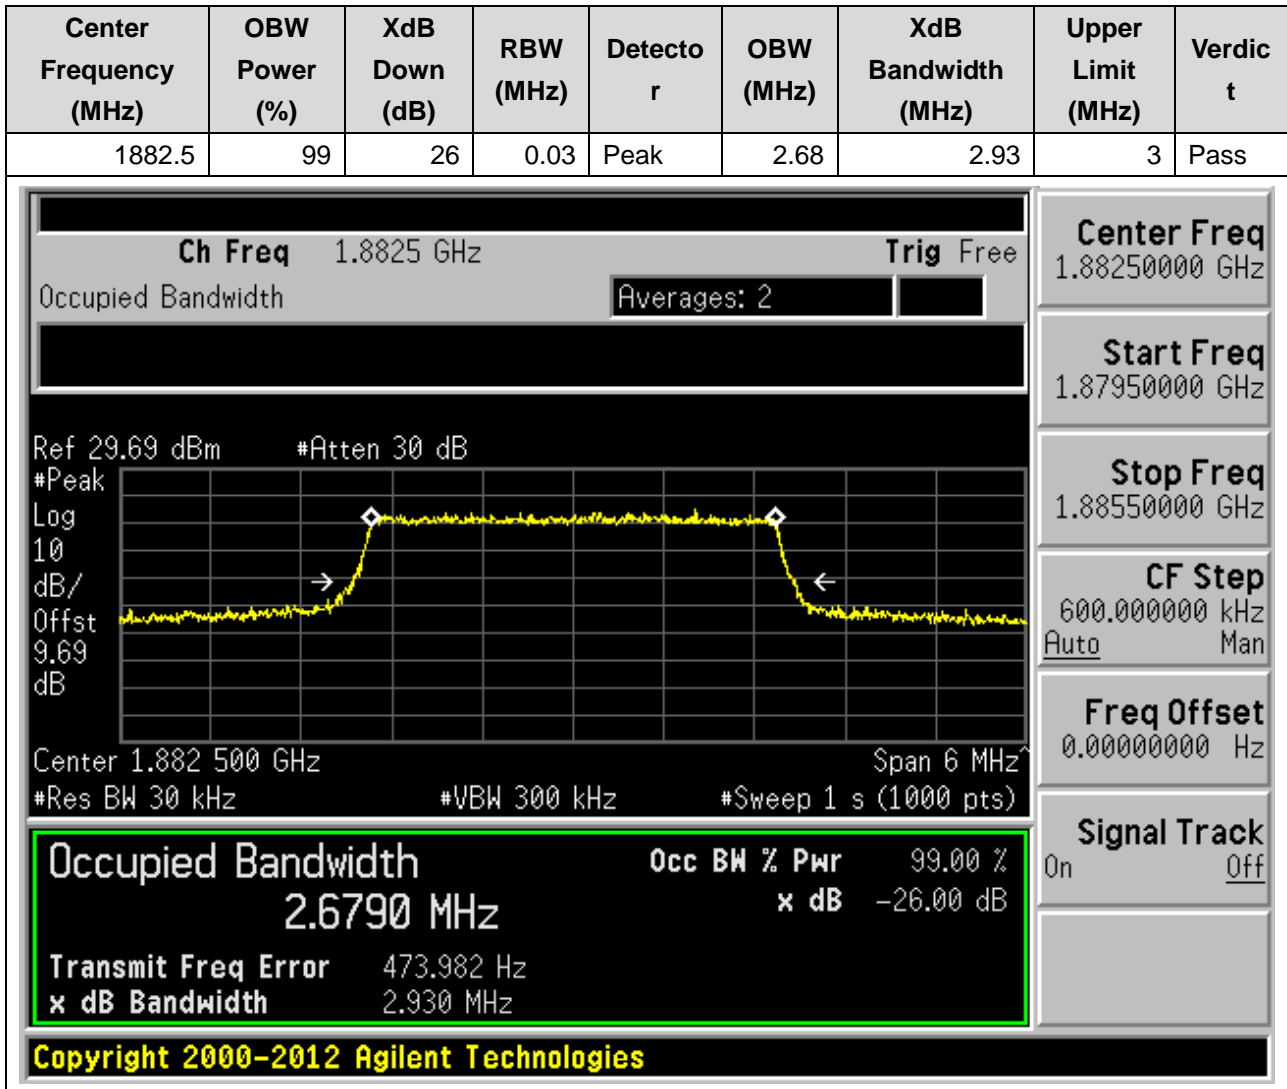 Center Frequency (MHz) OBW Power (%) XdB Down (dB) RBW (MHz) Detecto r OBW (MHz) XdB Bandwidth (MHz) Upper Limit (MHz) Verdic t
1882.5 99 26 0.03 Peak 2.68 2.93 3 Pass
Ch Freq 1.8825 GHz Trig Free
Occupied Bandwidth Averages: 2
Ref 29.69 dBm #Atten 30 dB
#Peak
Log
10
dB/
Offst
9.69
dB
Center 1.882 500 GHz Span 6 MHz^
#Res BW 30 kHz #VBW 300 kHz #Sweep 1 s (1000 pts)
Occupied Bandwidth Occ BW % Pwr 99.00 %
2.6790 MHz x dB -26.00 dB
Transmit Freq Error 473.982 Hz
x dB Bandwidth 2.930 MHz
Copyright 2000-2012 Agilent Technologies
Center Freq
1.88250000 GHz
Start Freq
1.87950000 GHz
Stop Freq
1.88550000 GHz
CF Step
600.000000 kHz
Auto Man
Freq Offset
0.00000000 Hz
Signal Track
On Off